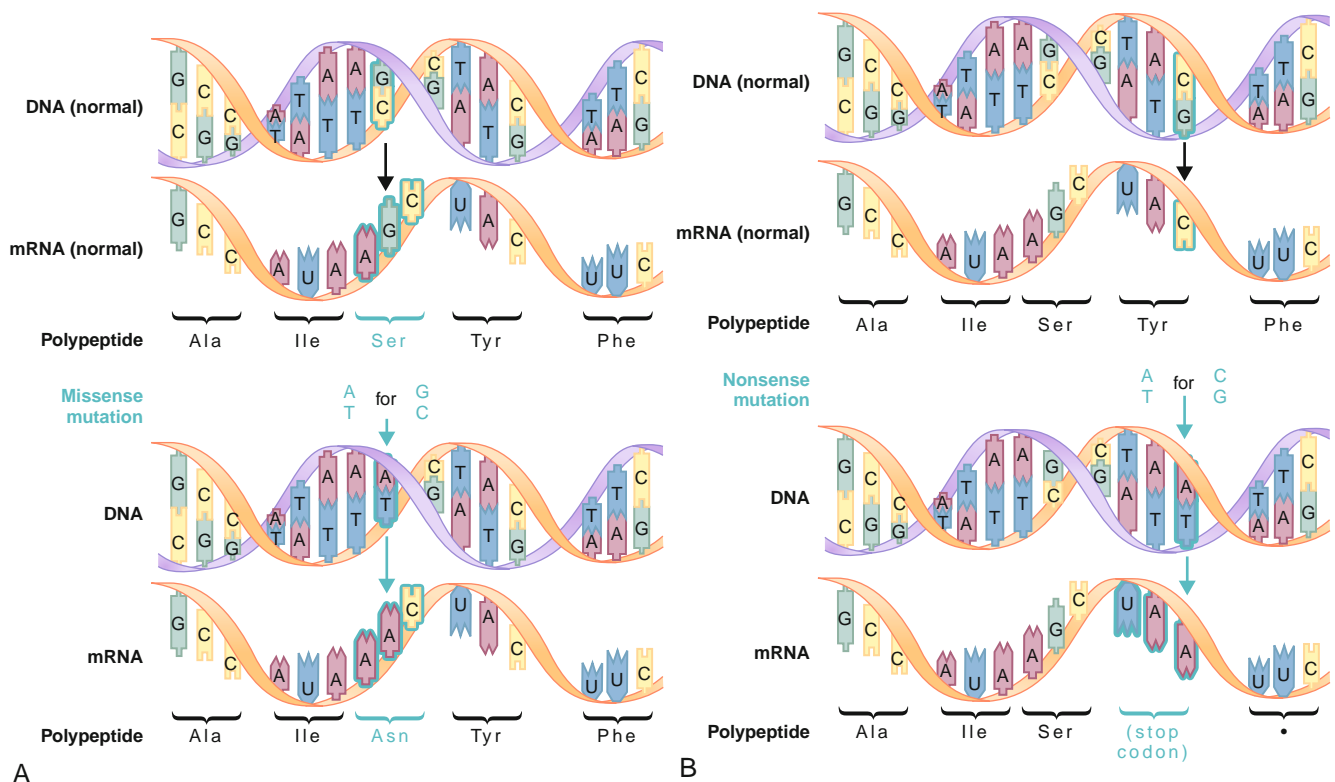 G C C A T A A G C T A C T T C
DNA (normal)
C G G T A T T C G A T G A A G
mRNA (normal)
G C C A U A A G C U A C U U C
Polypeptide Ala Ile Ser Tyr Phe
Missense
mutation
A for G
T C
G C C A T A A A C T A C T T C
DNA
C G G T A T T T G A T G A A G
mRNA
G C C A U A A A C U A C U U C
Polypeptide Ala Ile Asn Tyr Phe
A
G C C A T A A G C T A C T T C
DNA (normal)
C G G T A T T C G A T G A A G
mRNA (normal)
G C C A U A A G C U A C U U C
Polypeptide Ala Ile Ser Tyr Phe
Nonsense
mutation
A for C
T G
G C C A T A A G C T A A T T C
DNA
C G G T A T T C G A T T A A G
mRNA
G C C A U A A G C U A A U U C
Polypeptide Ala Ile Ser (stop •
codon)
B